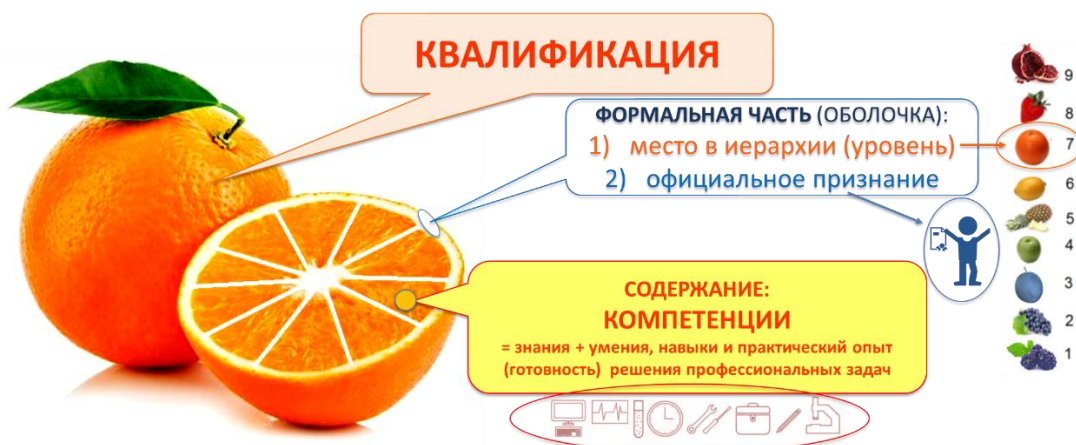 КВАЛИФИКАЦИЯ
ФОРМАЛЬНАЯ ЧАСТЬ (ОБОЛОЧКА):
1) место в иерархии (уровень)
2) официальное признание
СОДЕРЖАНИЕ:
КОМПЕТЕНЦИИ
= знания + умения, навыки и практический опыт
(готовность) решения профессиональных задач
9
8
7
6
5
4
3
2
1